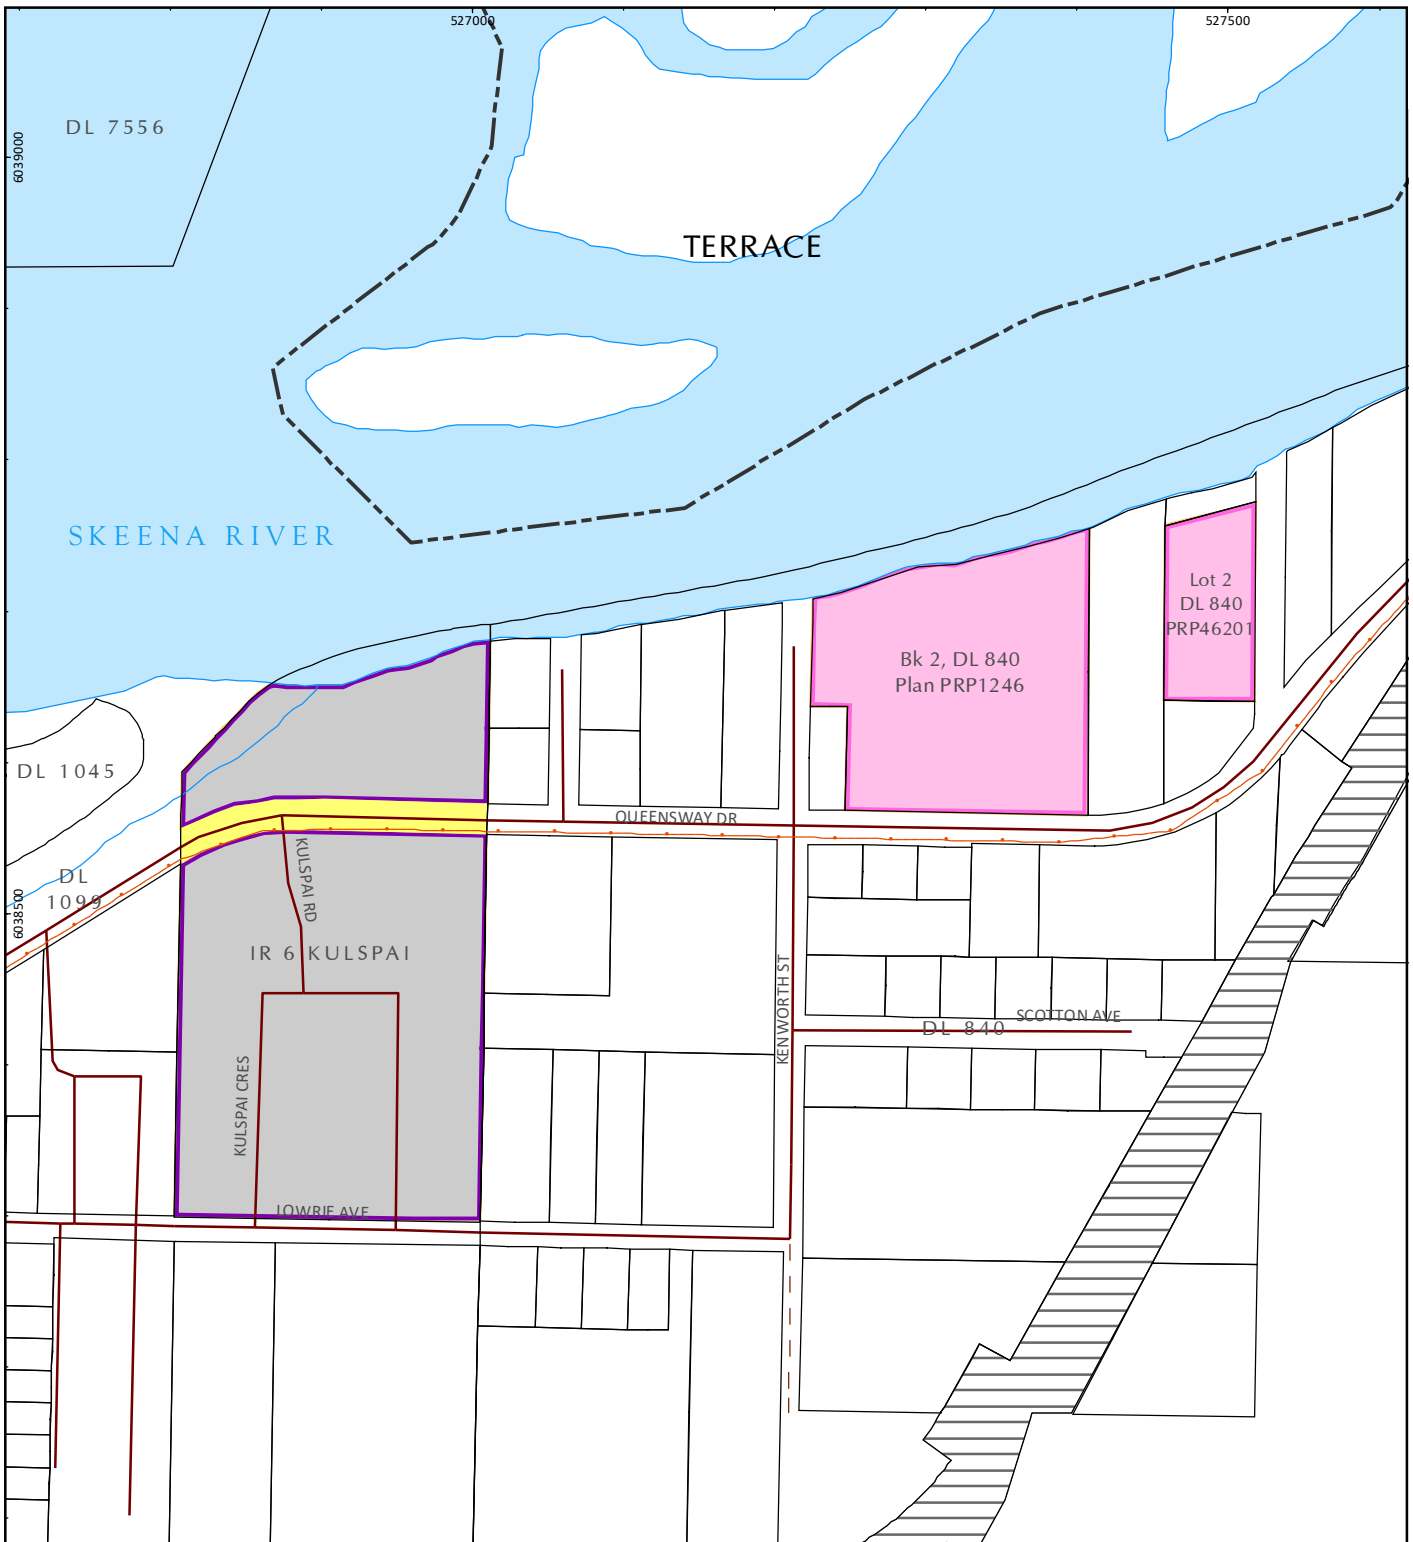 527000
527500
DL 7556
6039000
TERRACE
SKEENA RIVER
Lot 2
DL 840
PRP46201
Bk 2, DL 840
Plan PRP1246
DL 1045
QUEENSWAY DR
KULSPAI RD
DL
1099
6038500
IR 6 KULSPAI
KENWORTH ST
SCOTTON AVE
DL 840
KULSPAI CRES
LOWRIE AVE